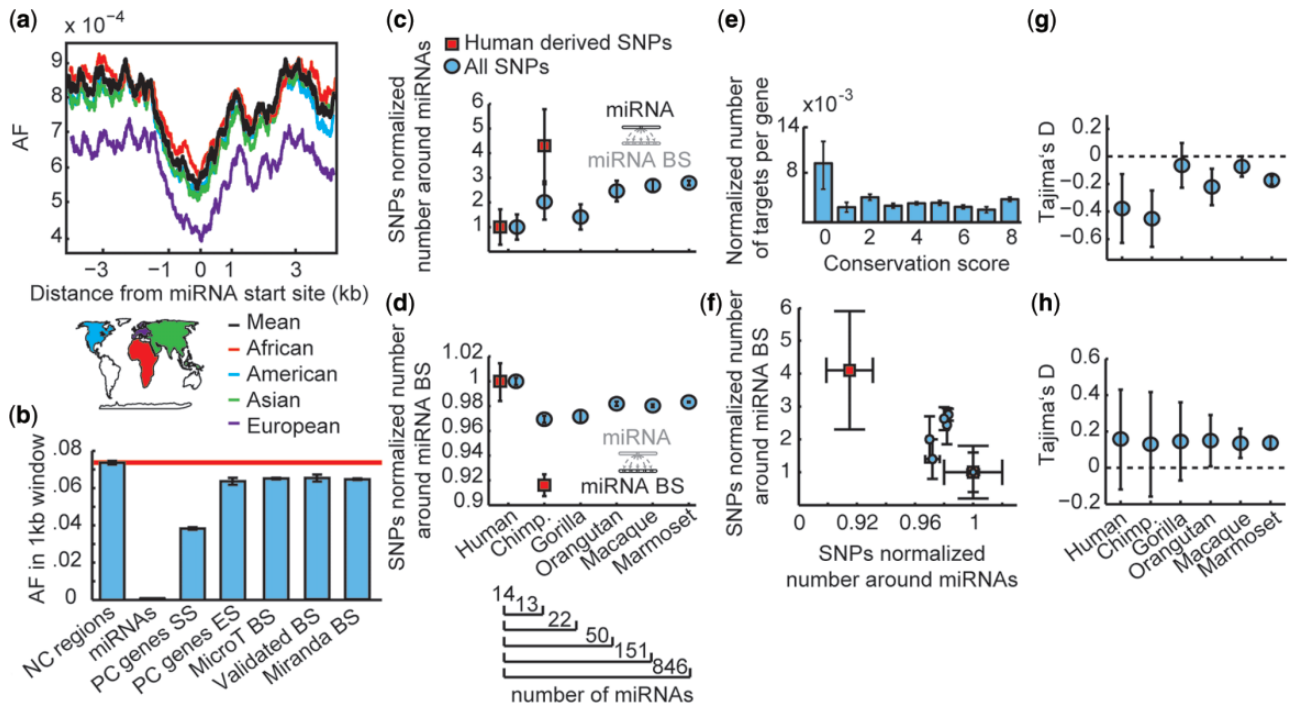 (a)
× 10⁻⁴
AF
9
8
7
6
5
4
−3 −1 0 1 3
Distance from miRNA start site (kb)
Mean
African
American
Asian
European
(b)
AF in 1kb window
.08
.06
.04
.02
0
NC regions
miRNAs
PC genes SS
PC genes ES
MicroT BS
Validated BS
Miranda BS
(c)
Human derived SNPs
All SNPs
SNPs normalized
number around miRNAs
6
5
4
3
2
1
miRNA
miRNA BS
(d)
SNPs normalized number
around miRNA BS
1.02
1
0.98
0.96
0.94
0.92
0.9
miRNA
miRNA BS
Human
Chimp.
Gorilla
Orangutan
Macaque
Marmoset
14
13
22
50
151
846
number of miRNAs
(e)
Normalized number
of targets per gene
×10⁻³
14
8
0
0 2 4 6 8
Conservation score
(f)
SNPs normalized number
around miRNA BS
6
5
4
3
2
1
0 0.92 0.96 1
SNPs normalized
number around miRNAs
(g)
Tajima's D
0.2
0
−0.2
−0.4
−0.6
(h)
Tajima's D
0.6
0.4
0.2
0
−0.2
Human
Chimp.
Gorilla
Orangutan
Macaque
Marmoset